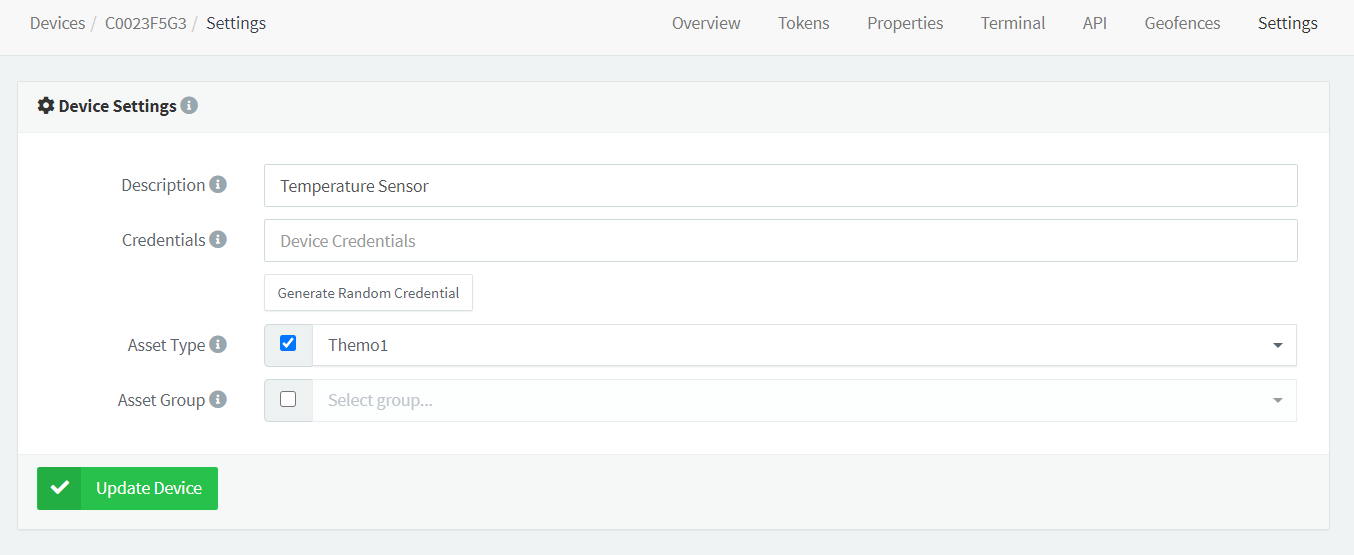 Devices / C0023F5G3 / Settings Overview Tokens Properties Terminal API Geofences Settings
Device Settings
Description Temperature Sensor
Credentials Device Credentials
Generate Random Credential
Asset Type Themo1
Asset Group Select group...
Update Device